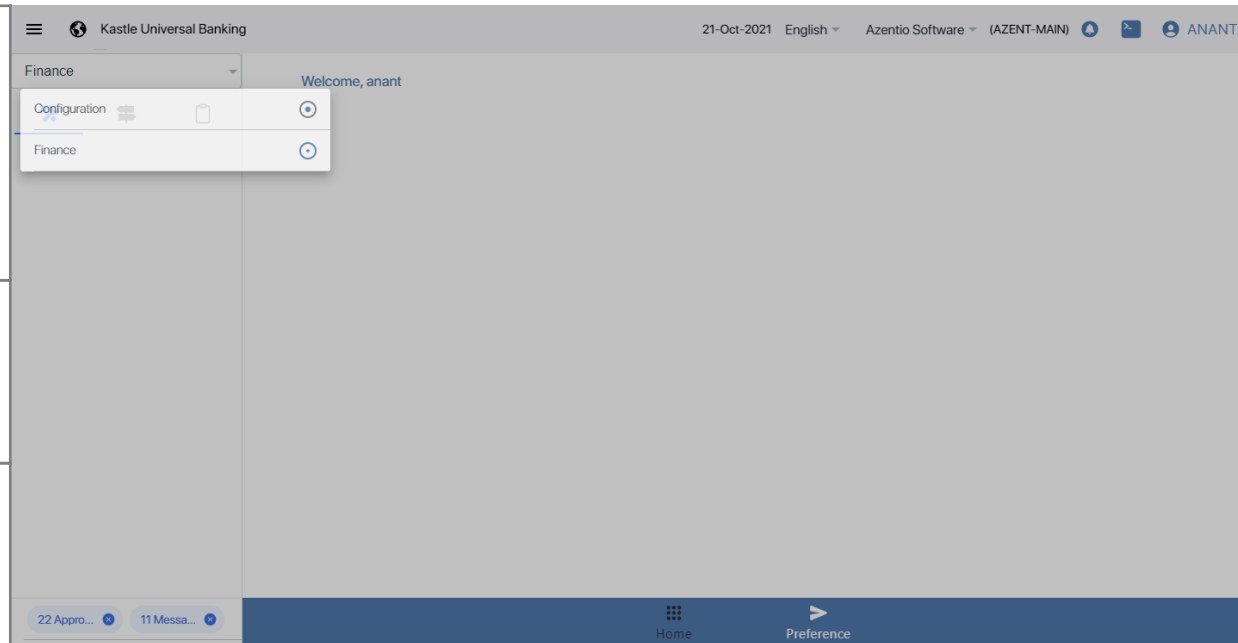 Kastle Universal Banking
21-Oct-2021 English Azentio Software (AZENT-MAIN) ANANT
Finance
Welcome, anant
Configuration
Finance
22 Appro... 11 Messa...
Home Preference